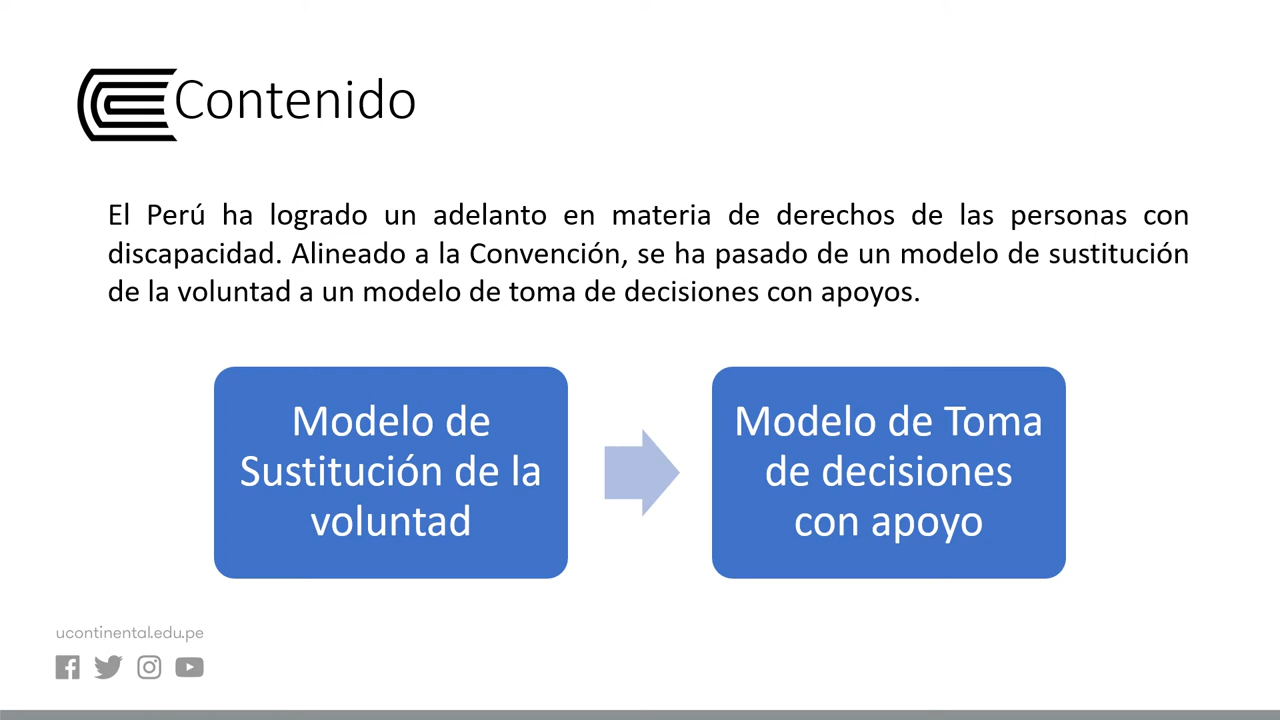 Contenido
El Perú ha logrado un adelanto en materia de derechos de las personas con
discapacidad. Alineado a la Convención, se ha pasado de un modelo de sustitución
de la voluntad a un modelo de toma de decisiones con apoyos.
Modelo de
Sustitución de la
voluntad
Modelo de Toma
de decisiones
con apoyo
ucontinental.edu.pe